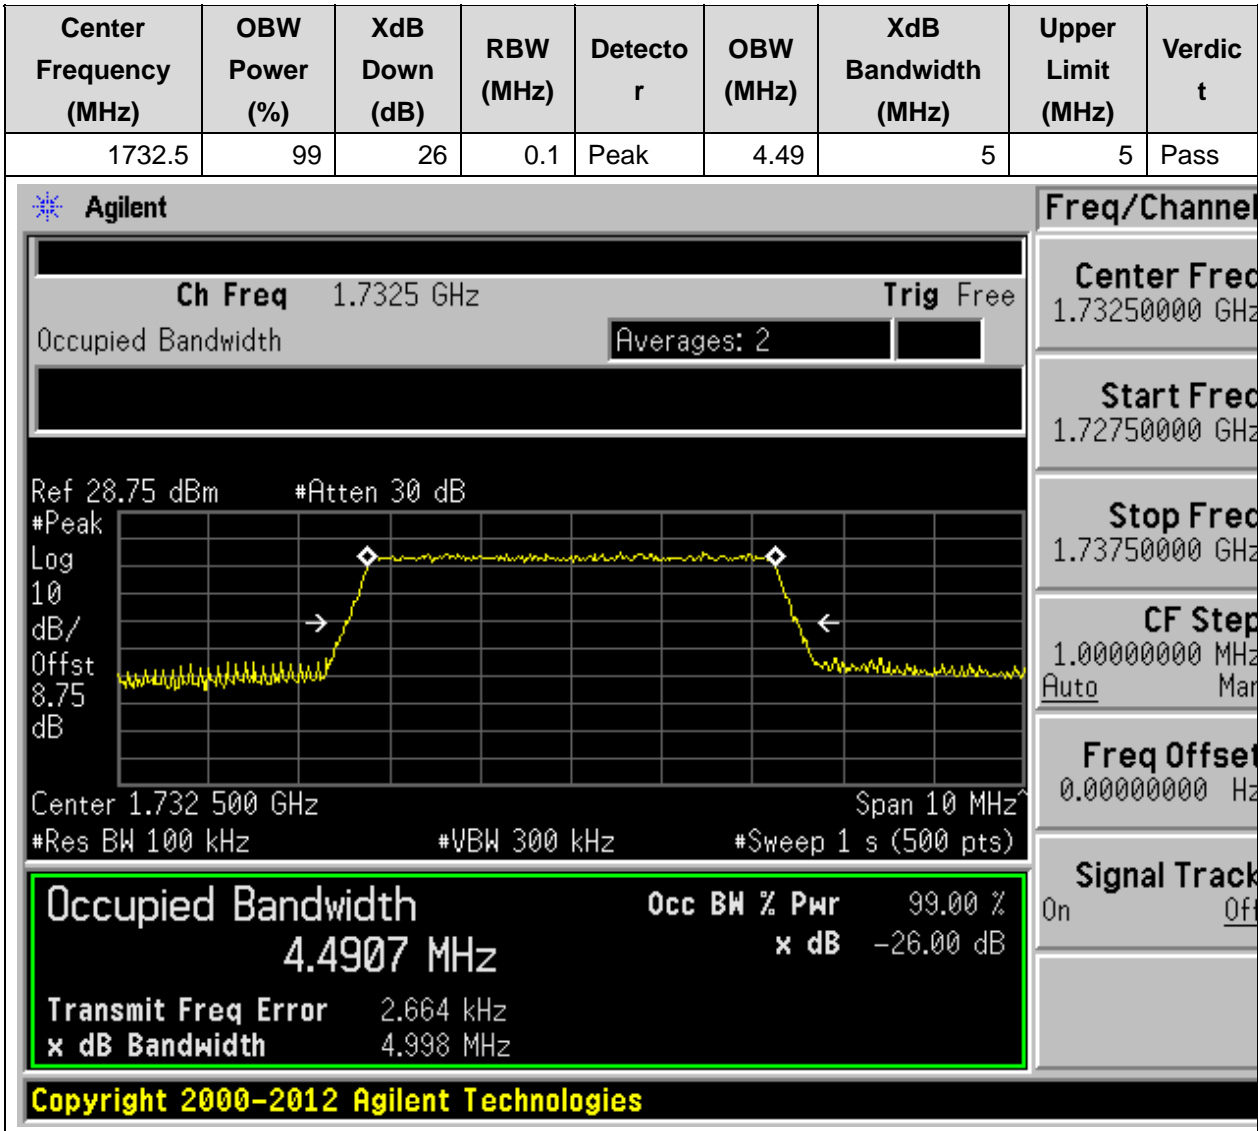 Center Frequency (MHz) OBW Power (%) XdB Down (dB) RBW (MHz) Detecto r OBW (MHz) XdB Bandwidth (MHz) Upper Limit (MHz) Verdic t
1732.5 99 26 0.1 Peak 4.49 5 5 Pass
Agilent
Freq/Channel
Ch Freq 1.7325 GHz Trig Free
Occupied Bandwidth Averages: 2
Center Freq
1.73250000 GHz
Start Freq
1.72750000 GHz
Stop Freq
1.73750000 GHz
CF Step
1.00000000 MHz
Auto Man
Freq Offset
0.00000000 Hz
Signal Track
On Off
Ref 28.75 dBm #Atten 30 dB
#Peak
Log
10
dB/
Offst
8.75
dB
Center 1.732 500 GHz Span 10 MHz^
#Res BW 100 kHz #VBW 300 kHz #Sweep 1 s (500 pts)
Occupied Bandwidth
4.4907 MHz
Occ BW % Pwr 99.00 %
x dB -26.00 dB
Transmit Freq Error 2.664 kHz
x dB Bandwidth 4.998 MHz
Copyright 2000-2012 Agilent Technologies